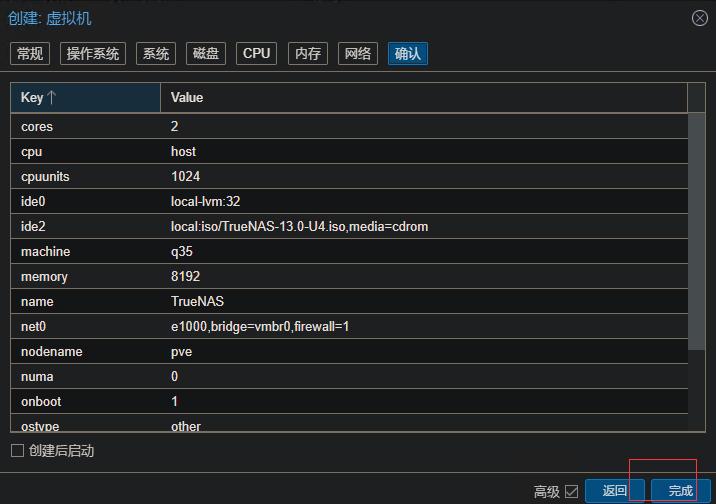 创建: 虚拟机
常规 操作系统 系统 磁盘 CPU 内存 网络 确认
Key Value
cores 2
cpu host
cpuunits 1024
ide0 local-lvm:32
ide2 local:iso/TrueNAS-13.0-U4.iso,media=cdrom
machine q35
memory 8192
name TrueNAS
net0 e1000,bridge=vmbr0,firewall=1
nodename pve
numa 0
onboot 1
ostype other
创建后启动
高级 返回 完成